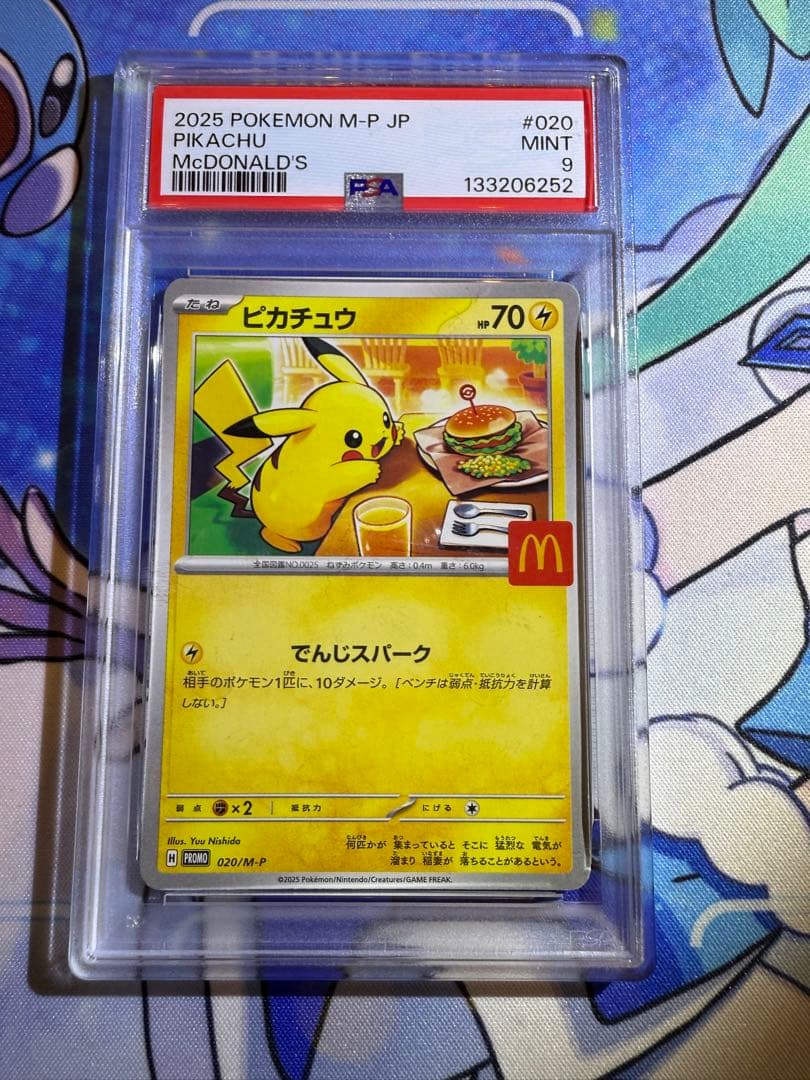 2025 POKEMON M-P JP #020
PIKACHU MINT
McDONALD'S 9
PSA 133206252
たね ピカチュウ HP70
M
全国図鑑NO.0025 ねずみポケモン 高さ:0.4m 重さ:6.0kg
でんじスパーク
相手のポケモン1匹に、10ダメージ。[ベンチは弱点・抵抗力を計算
しない。]
弱点 ×2 抵抗力 にげる
Illus. Yuu Nishida
何匹かが 集まっていると そこに 猛烈な 電気が
溜まり 稲妻が 落ちることがあるという。
H PROMO 020/M-P
©2025 Pokémon/Nintendo/Creatures/GAME FREAK.